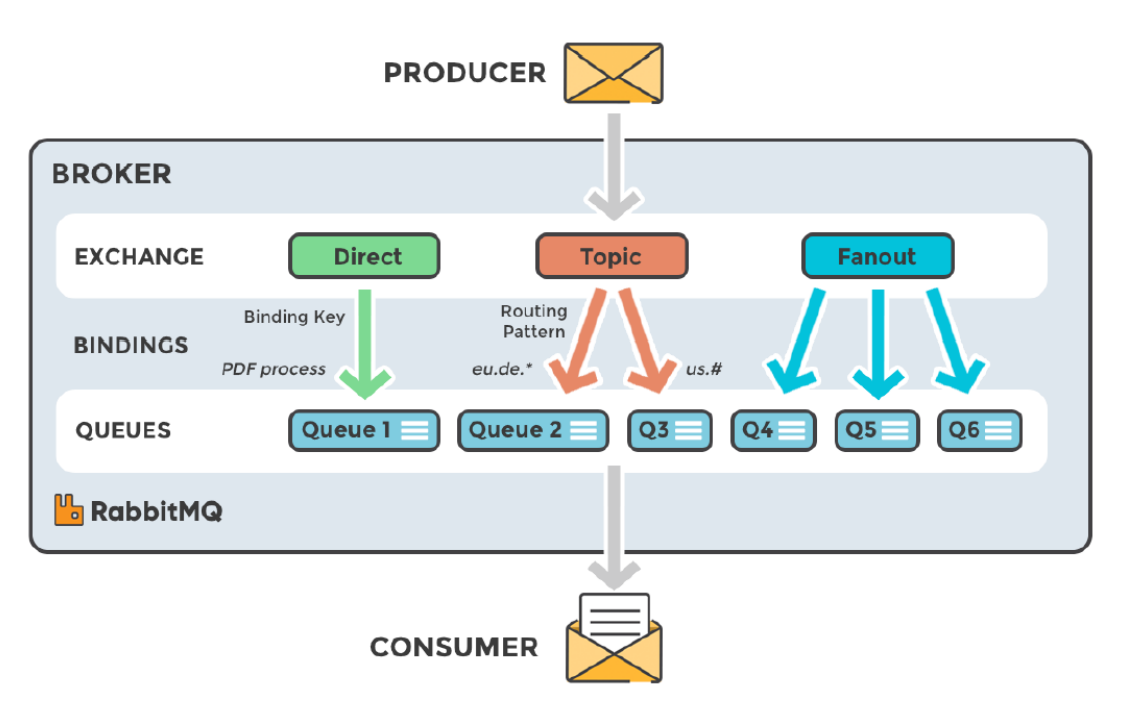 PRODUCER
BROKER
EXCHANGE
Direct
Topic
Fanout
Binding Key
Routing
Pattern
BINDINGS
PDF process
eu.de.*
us.#
QUEUES
Queue 1
Queue 2
Q3
Q4
Q5
Q6
RabbitMQ
CONSUMER